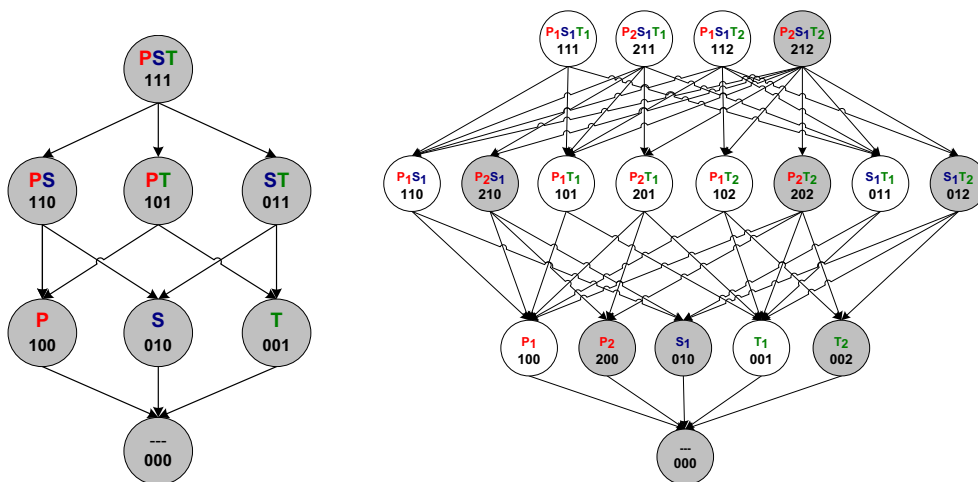 PST
111
PS
110
PT
101
ST
011
P
100
S
010
T
001
---
000
P1S1T1
111
P2S1T1
211
P1S1T2
112
P2S1T2
212
P1S1
110
P2S1
210
P1T1
101
P2T1
201
P1T2
102
P2T2
202
S1T1
011
S1T2
012
P1
100
P2
200
S1
010
T1
001
T2
002
---
000